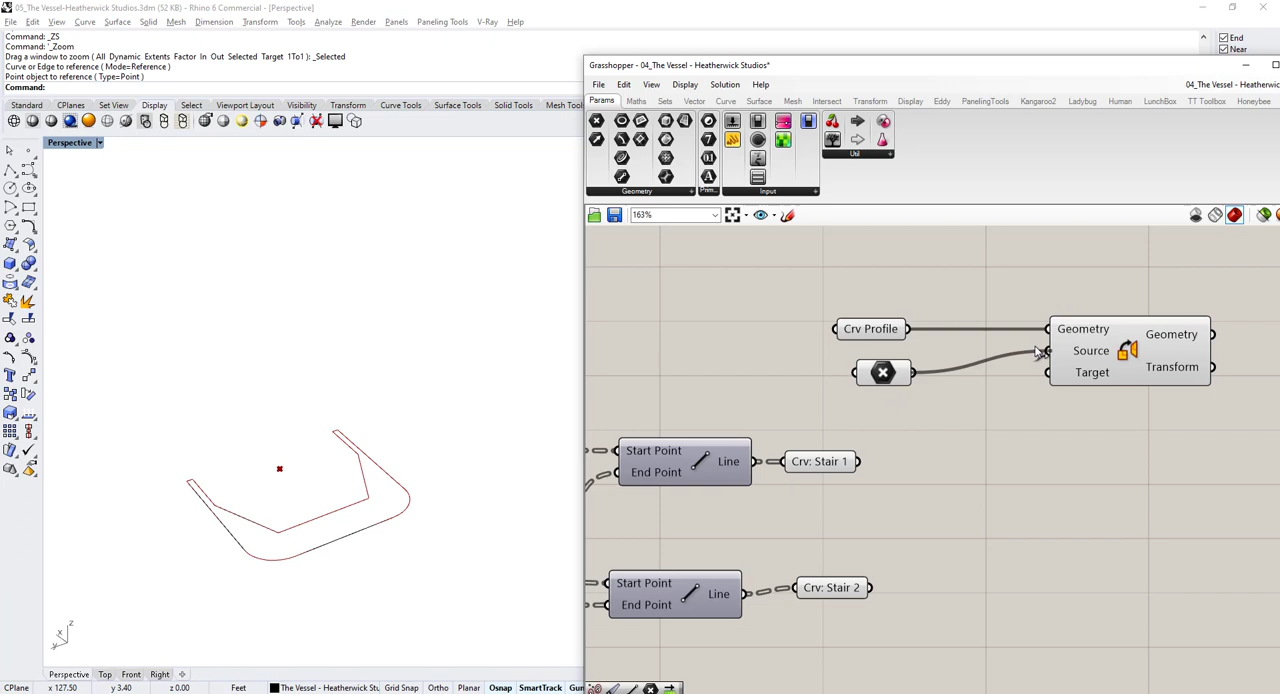 05_The Vessel-Heatherwick Studios.3dm (52 KB) - Rhino 6 Commercial - [Perspective]
File Edit View Curve Surface Solid Mesh Dimension Transform Tools Analyze Render Panels Paneling Tools V-Ray Help
Command: _ZS
Command: '_Zoom
Drag a window to zoom ( All Dynamic Extents Factor In Out Selected Target 1To1 ): _Selected
Curve or Edge to reference ( Mode=Reference )
Point object to reference ( Type=Point )
Command:
End
Near
Standard CPlanes Set View Display Select Viewport Layout Visibility Transform Curve Tools Surface Tools Solid Tools Mesh Tools
Perspective
Grasshopper - 04_The Vessel - Heatherwick Studios*
File Edit View Display Solution Help
04_The Vessel - Heatherwick
Params Maths Sets Vector Curve Surface Mesh Intersect Transform Display Eddy PanelingTools Kangaroo2 Ladybug Human LunchBox TT Toolbox Honeybee
Geometry
Prim...
Input
Util
163%
Crv Profile
Geometry
Source
Target
Geometry
Transform
Start Point
End Point
Line
Crv: Stair 1
Start Point
End Point
Line
Crv: Stair 2
z
x
y
Perspective Top Front Right
CPlane x 127.50 y 3.40 z 0.00 Feet The Vessel - Heatherwick Stu Grid Snap Ortho Planar Osnap SmartTrack Gum